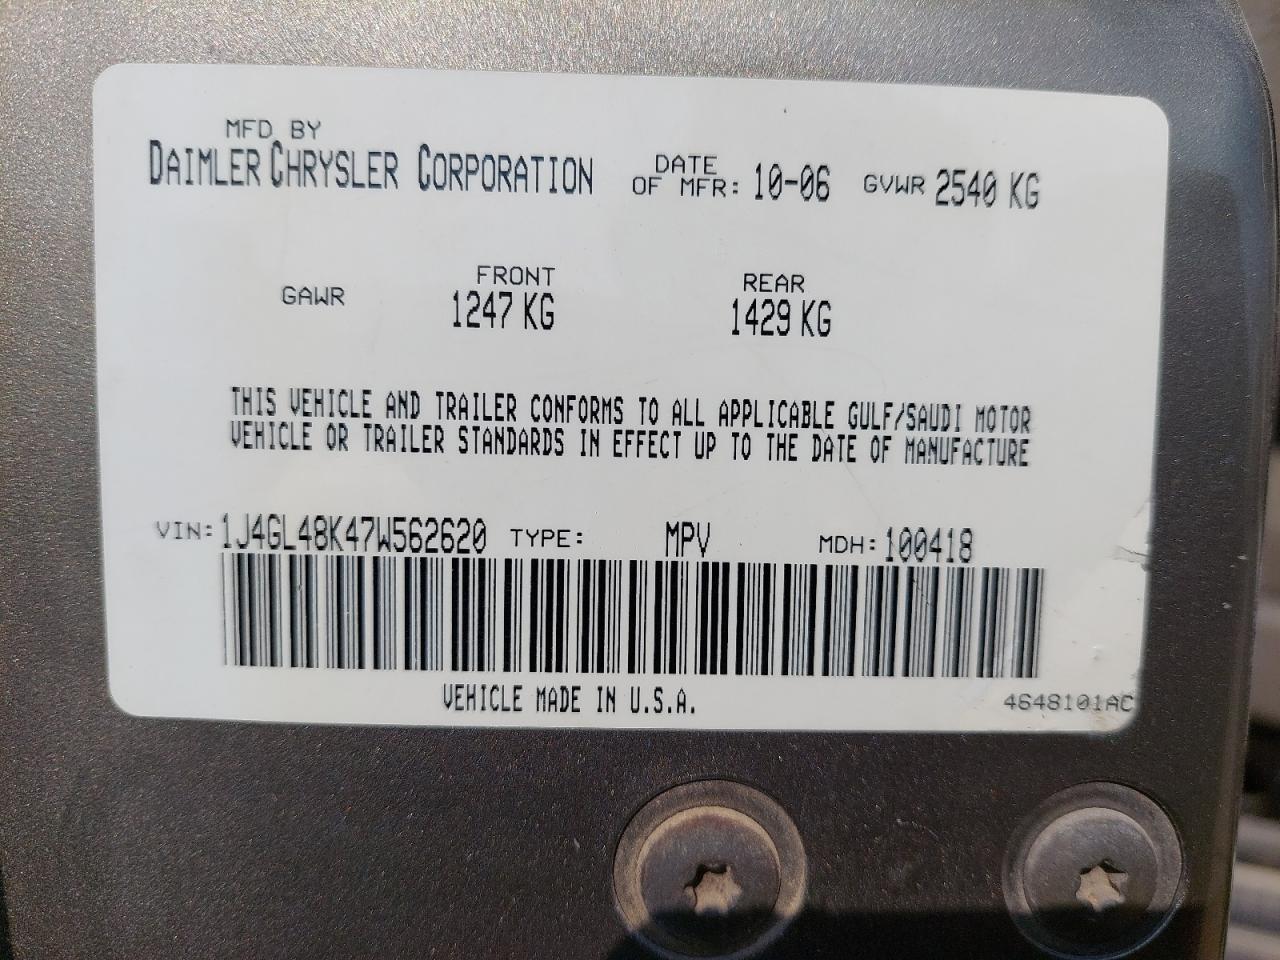 MFD BY
DAIMLERCHRYSLER CORPORATION
DATE OF MFR: 10-06
GVWR 2540 KG
GAWR
FRONT
1247 KG
REAR
1429 KG
THIS VEHICLE AND TRAILER CONFORMS TO ALL APPLICABLE GULF/SAUDI MOTOR
VEHICLE OR TRAILER STANDARDS IN EFFECT UP TO THE DATE OF MANUFACTURE
VIN: 1J4GL48K47W562620 TYPE: MPV MDH: 100418
VEHICLE MADE IN U.S.A.
4648101AC